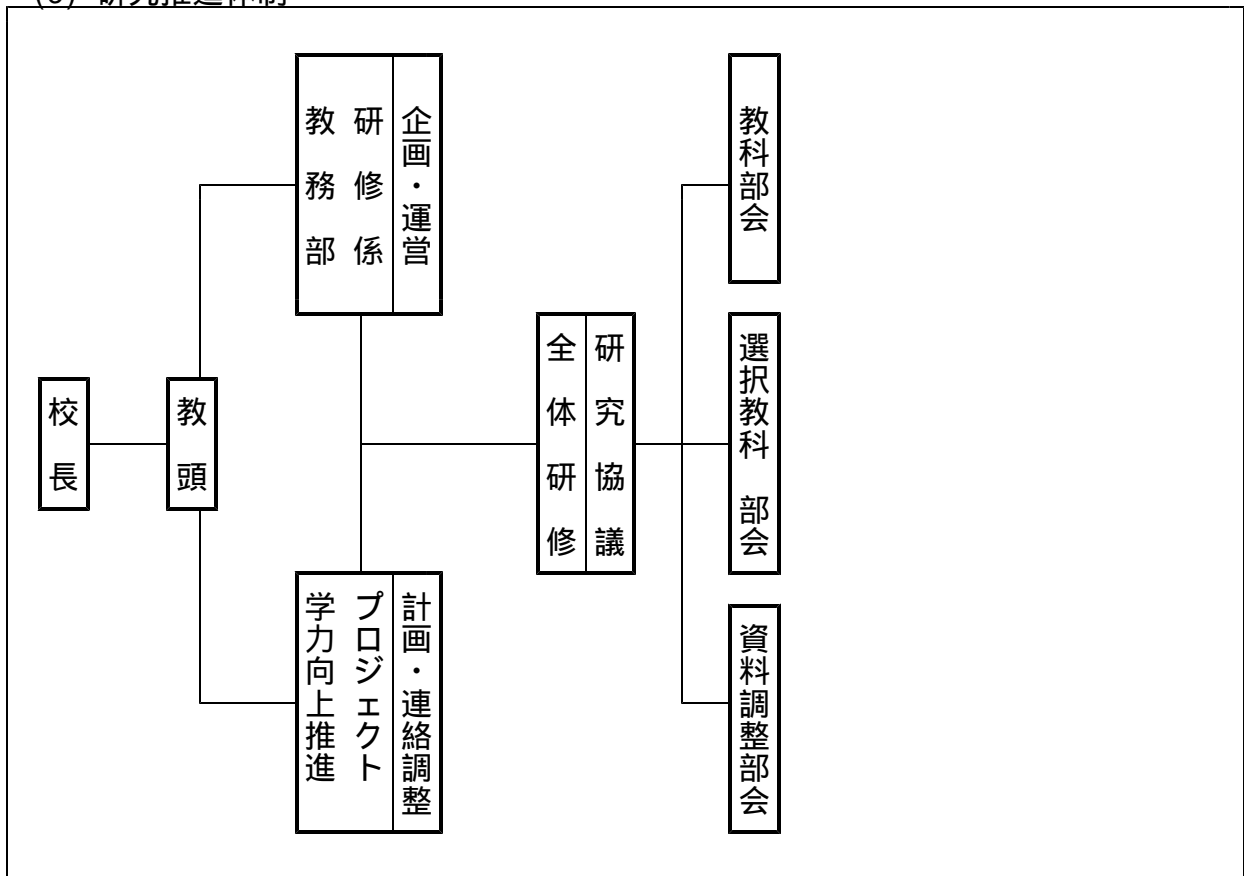 研究推進体制
校長
教頭
教務部
研修係
企画・運営
学力向上推進
プロジェクト
計画・連絡調整
全体研修
研究協議
教科部会
選択教科 部会
資料調整部会